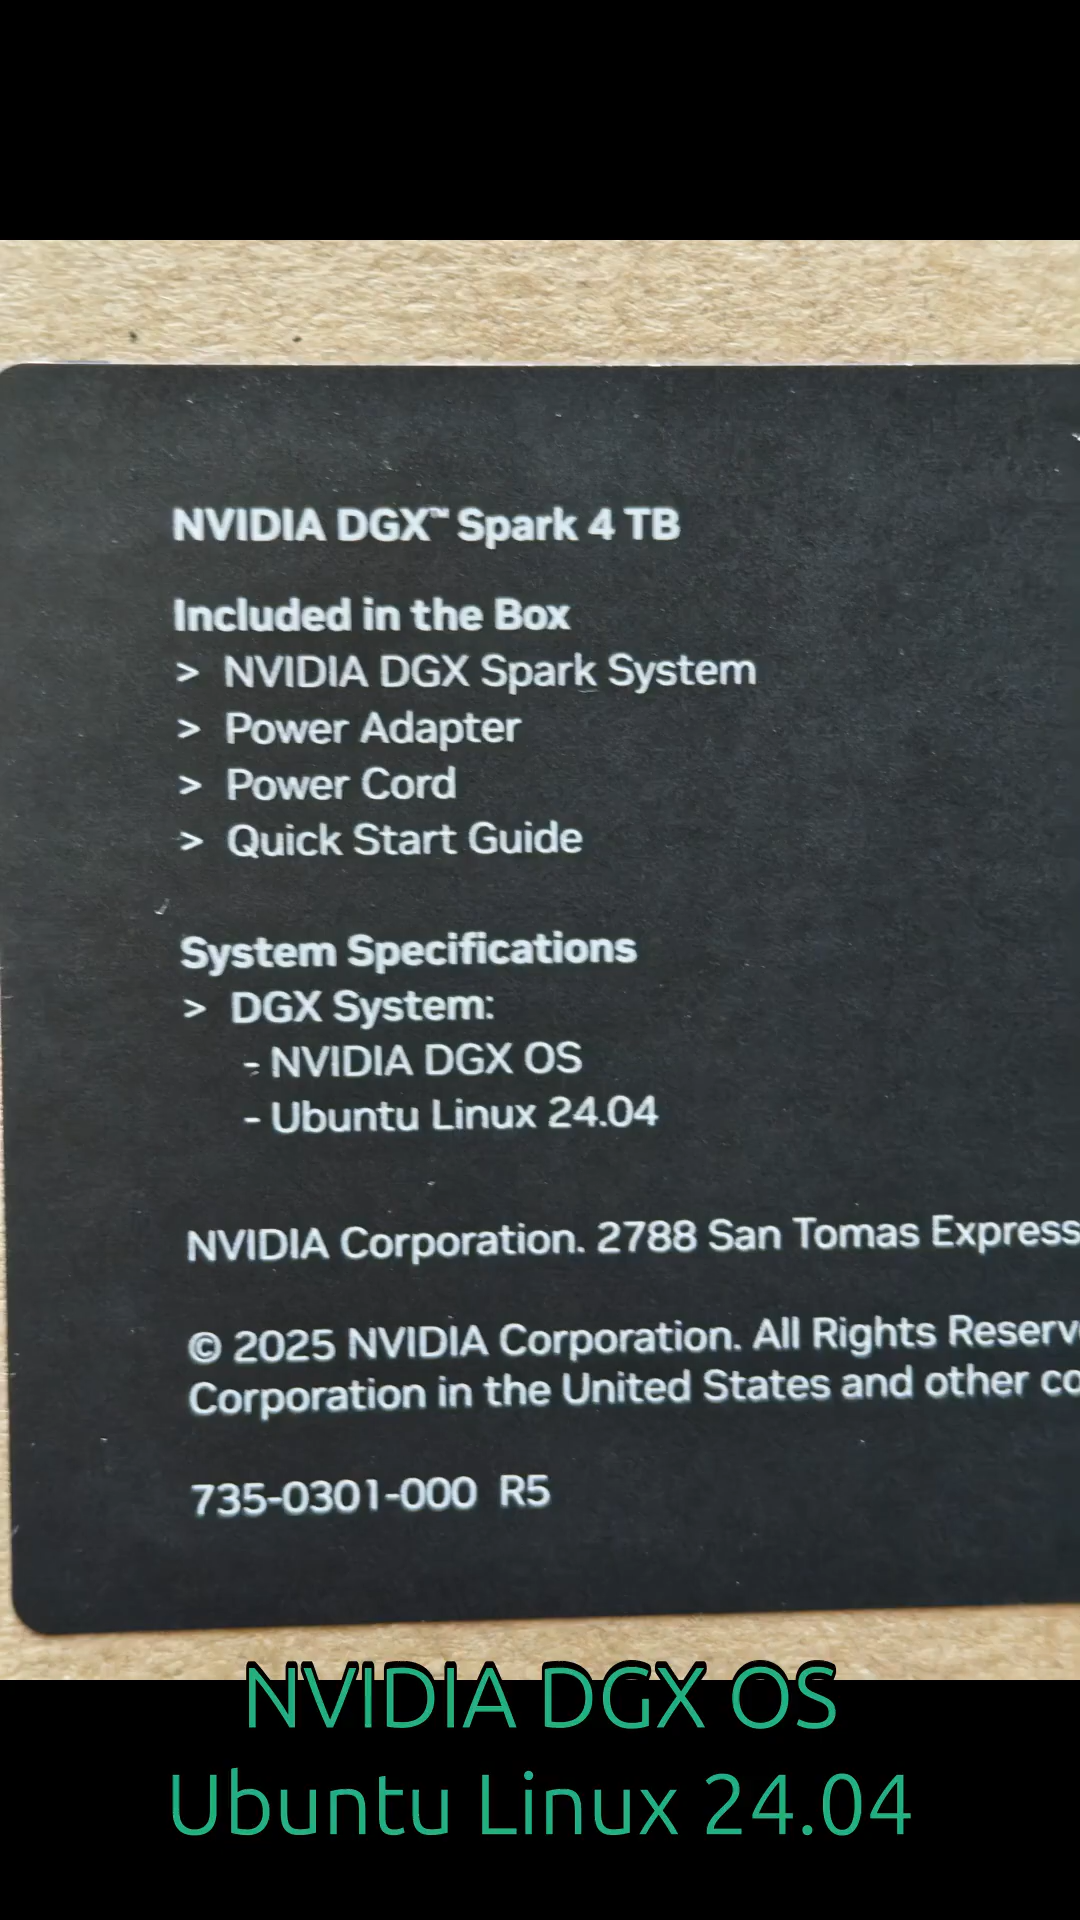 NVIDIA DGX™ Spark 4 TB
Included in the Box
> NVIDIA DGX Spark System
> Power Adapter
> Power Cord
> Quick Start Guide
System Specifications
> DGX System:
- NVIDIA DGX OS
- Ubuntu Linux 24.04
NVIDIA Corporation. 2788 San Tomas Express
© 2025 NVIDIA Corporation. All Rights Reserv
Corporation in the United States and other co
735-0301-000 R5
NVIDIA DGX OS
Ubuntu Linux 24.04